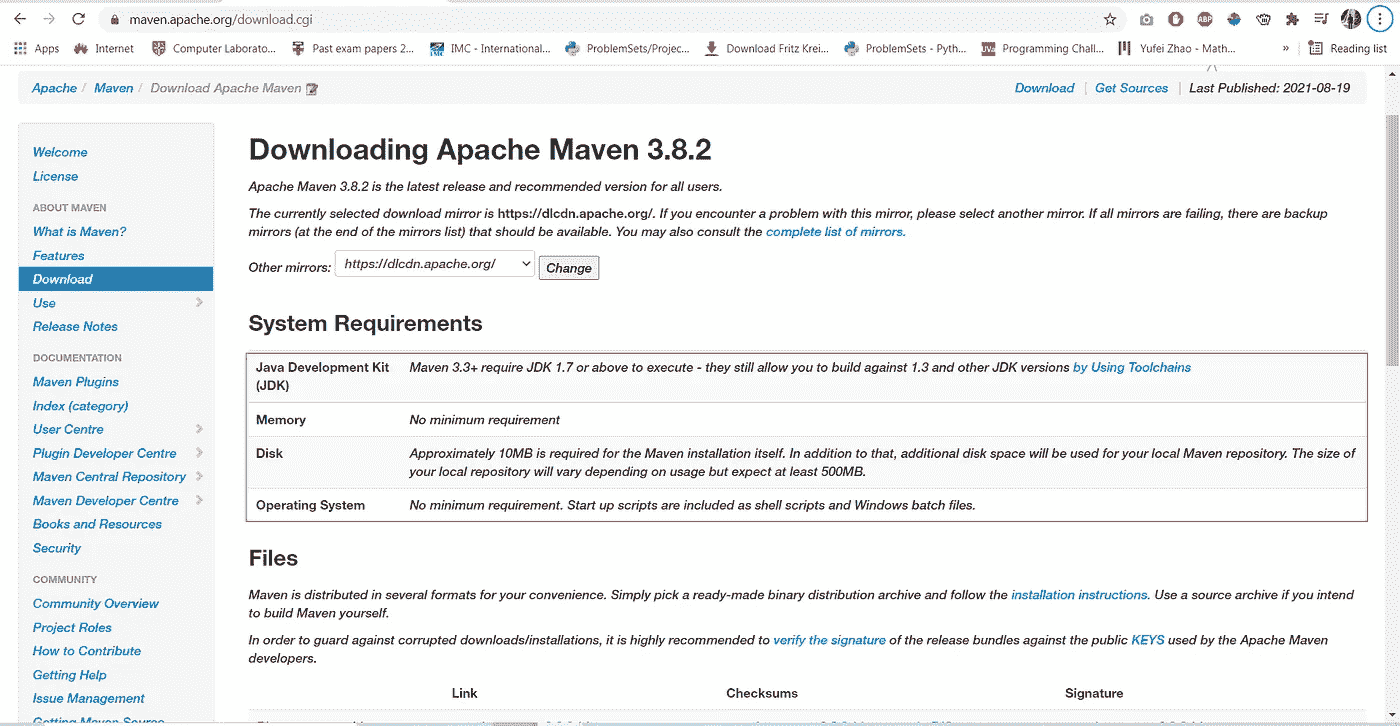 maven.apache.org/download.cgi
ABP
Apps Internet Computer Laborato... Past exam papers 2... IMC - International... ProblemSets/Projec... Download Fritz Krei... ProblemSets - Pyth... Programming Chall... Yufei Zhao - Math... » Reading list
Apache / Maven / Download Apache Maven Download | Get Sources | Last Published: 2021-08-19
Welcome
License
ABOUT MAVEN
What is Maven?
Features
Download
Use
Release Notes
DOCUMENTATION
Maven Plugins
Index (category)
User Centre
Plugin Developer Centre
Maven Central Repository
Maven Developer Centre
Books and Resources
Security
COMMUNITY
Community Overview
Project Roles
How to Contribute
Getting Help
Issue Management
Getting Maven Source
Downloading Apache Maven 3.8.2
Apache Maven 3.8.2 is the latest release and recommended version for all users.
The currently selected download mirror is https://dlcdn.apache.org/. If you encounter a problem with this mirror, please select another mirror. If all mirrors are failing, there are backup
mirrors (at the end of the mirrors list) that should be available. You may also consult the complete list of mirrors.
Other mirrors: https://dlcdn.apache.org/ Change
System Requirements
Java Development Kit Maven 3.3+ require JDK 1.7 or above to execute - they still allow you to build against 1.3 and other JDK versions by Using Toolchains
(JDK)
Memory No minimum requirement
Disk Approximately 10MB is required for the Maven installation itself. In addition to that, additional disk space will be used for your local Maven repository. The size of
your local repository will vary depending on usage but expect at least 500MB.
Operating System No minimum requirement. Start up scripts are included as shell scripts and Windows batch files.
Files
Maven is distributed in several formats for your convenience. Simply pick a ready-made binary distribution archive and follow the installation instructions. Use a source archive if you intend
to build Maven yourself.
In order to guard against corrupted downloads/installations, it is highly recommended to verify the signature of the release bundles against the public KEYS used by the Apache Maven
developers.
Link Checksums Signature